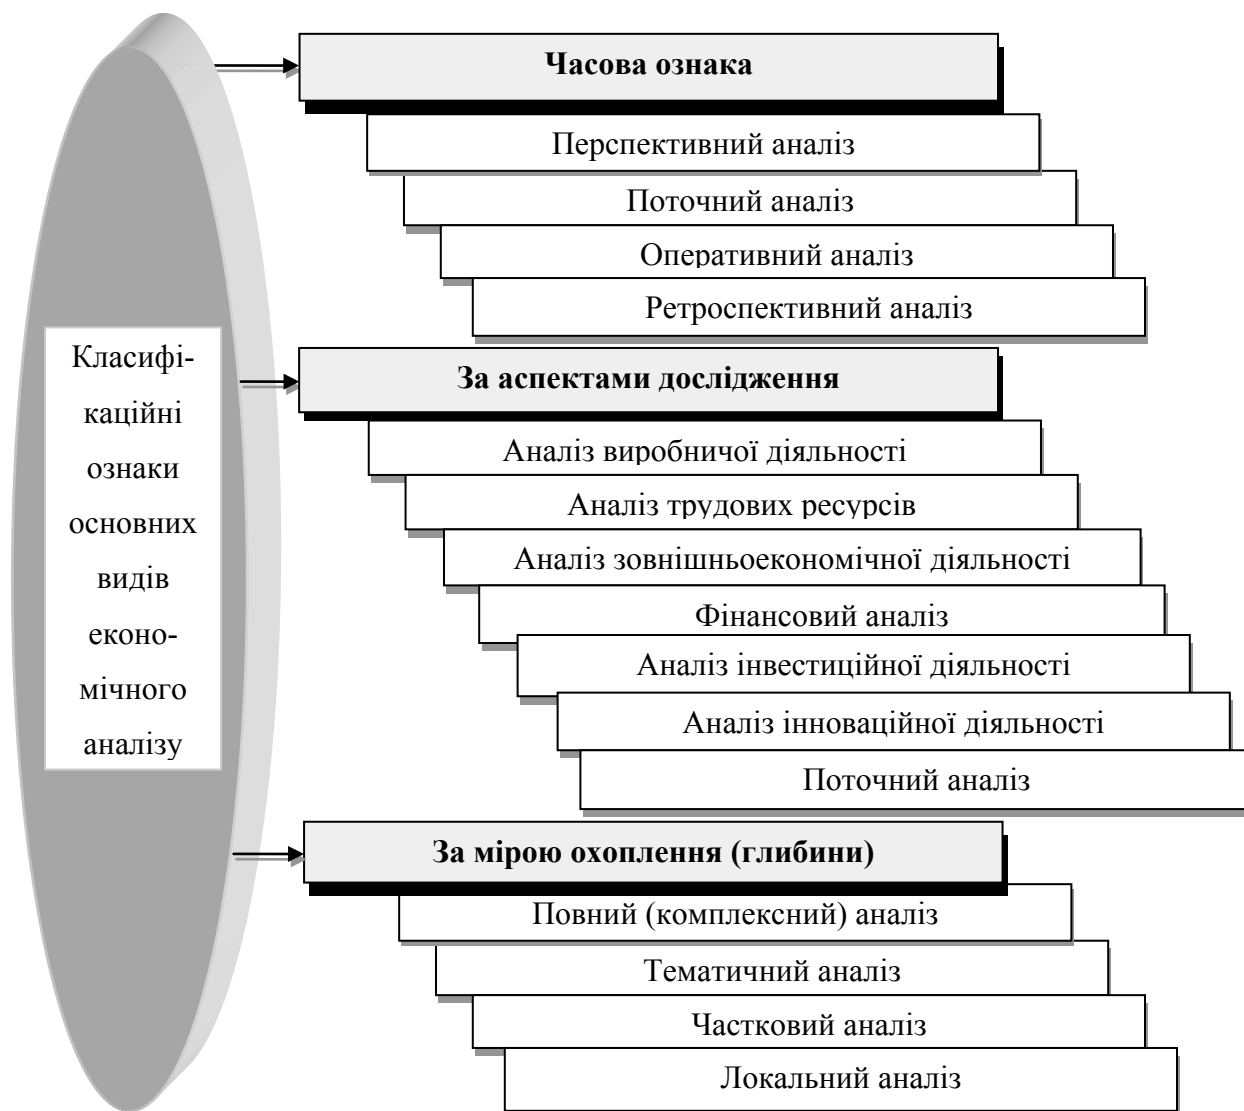 Часова ознака
Перспективний аналіз
Поточний аналіз
Оперативний аналіз
Ретроспективний аналіз
Класифі-
каційні
ознаки
основних
видів
еконо-
мічного
аналізу
За аспектами дослідження
Аналіз виробничої діяльності
Аналіз трудових ресурсів
Аналіз зовнішньоекономічної діяльності
Фінансовий аналіз
Аналіз інвестиційної діяльності
Аналіз інноваційної діяльності
Поточний аналіз
За мірою охоплення (глибини)
Повний (комплексний) аналіз
Тематичний аналіз
Частковий аналіз
Локальний аналіз